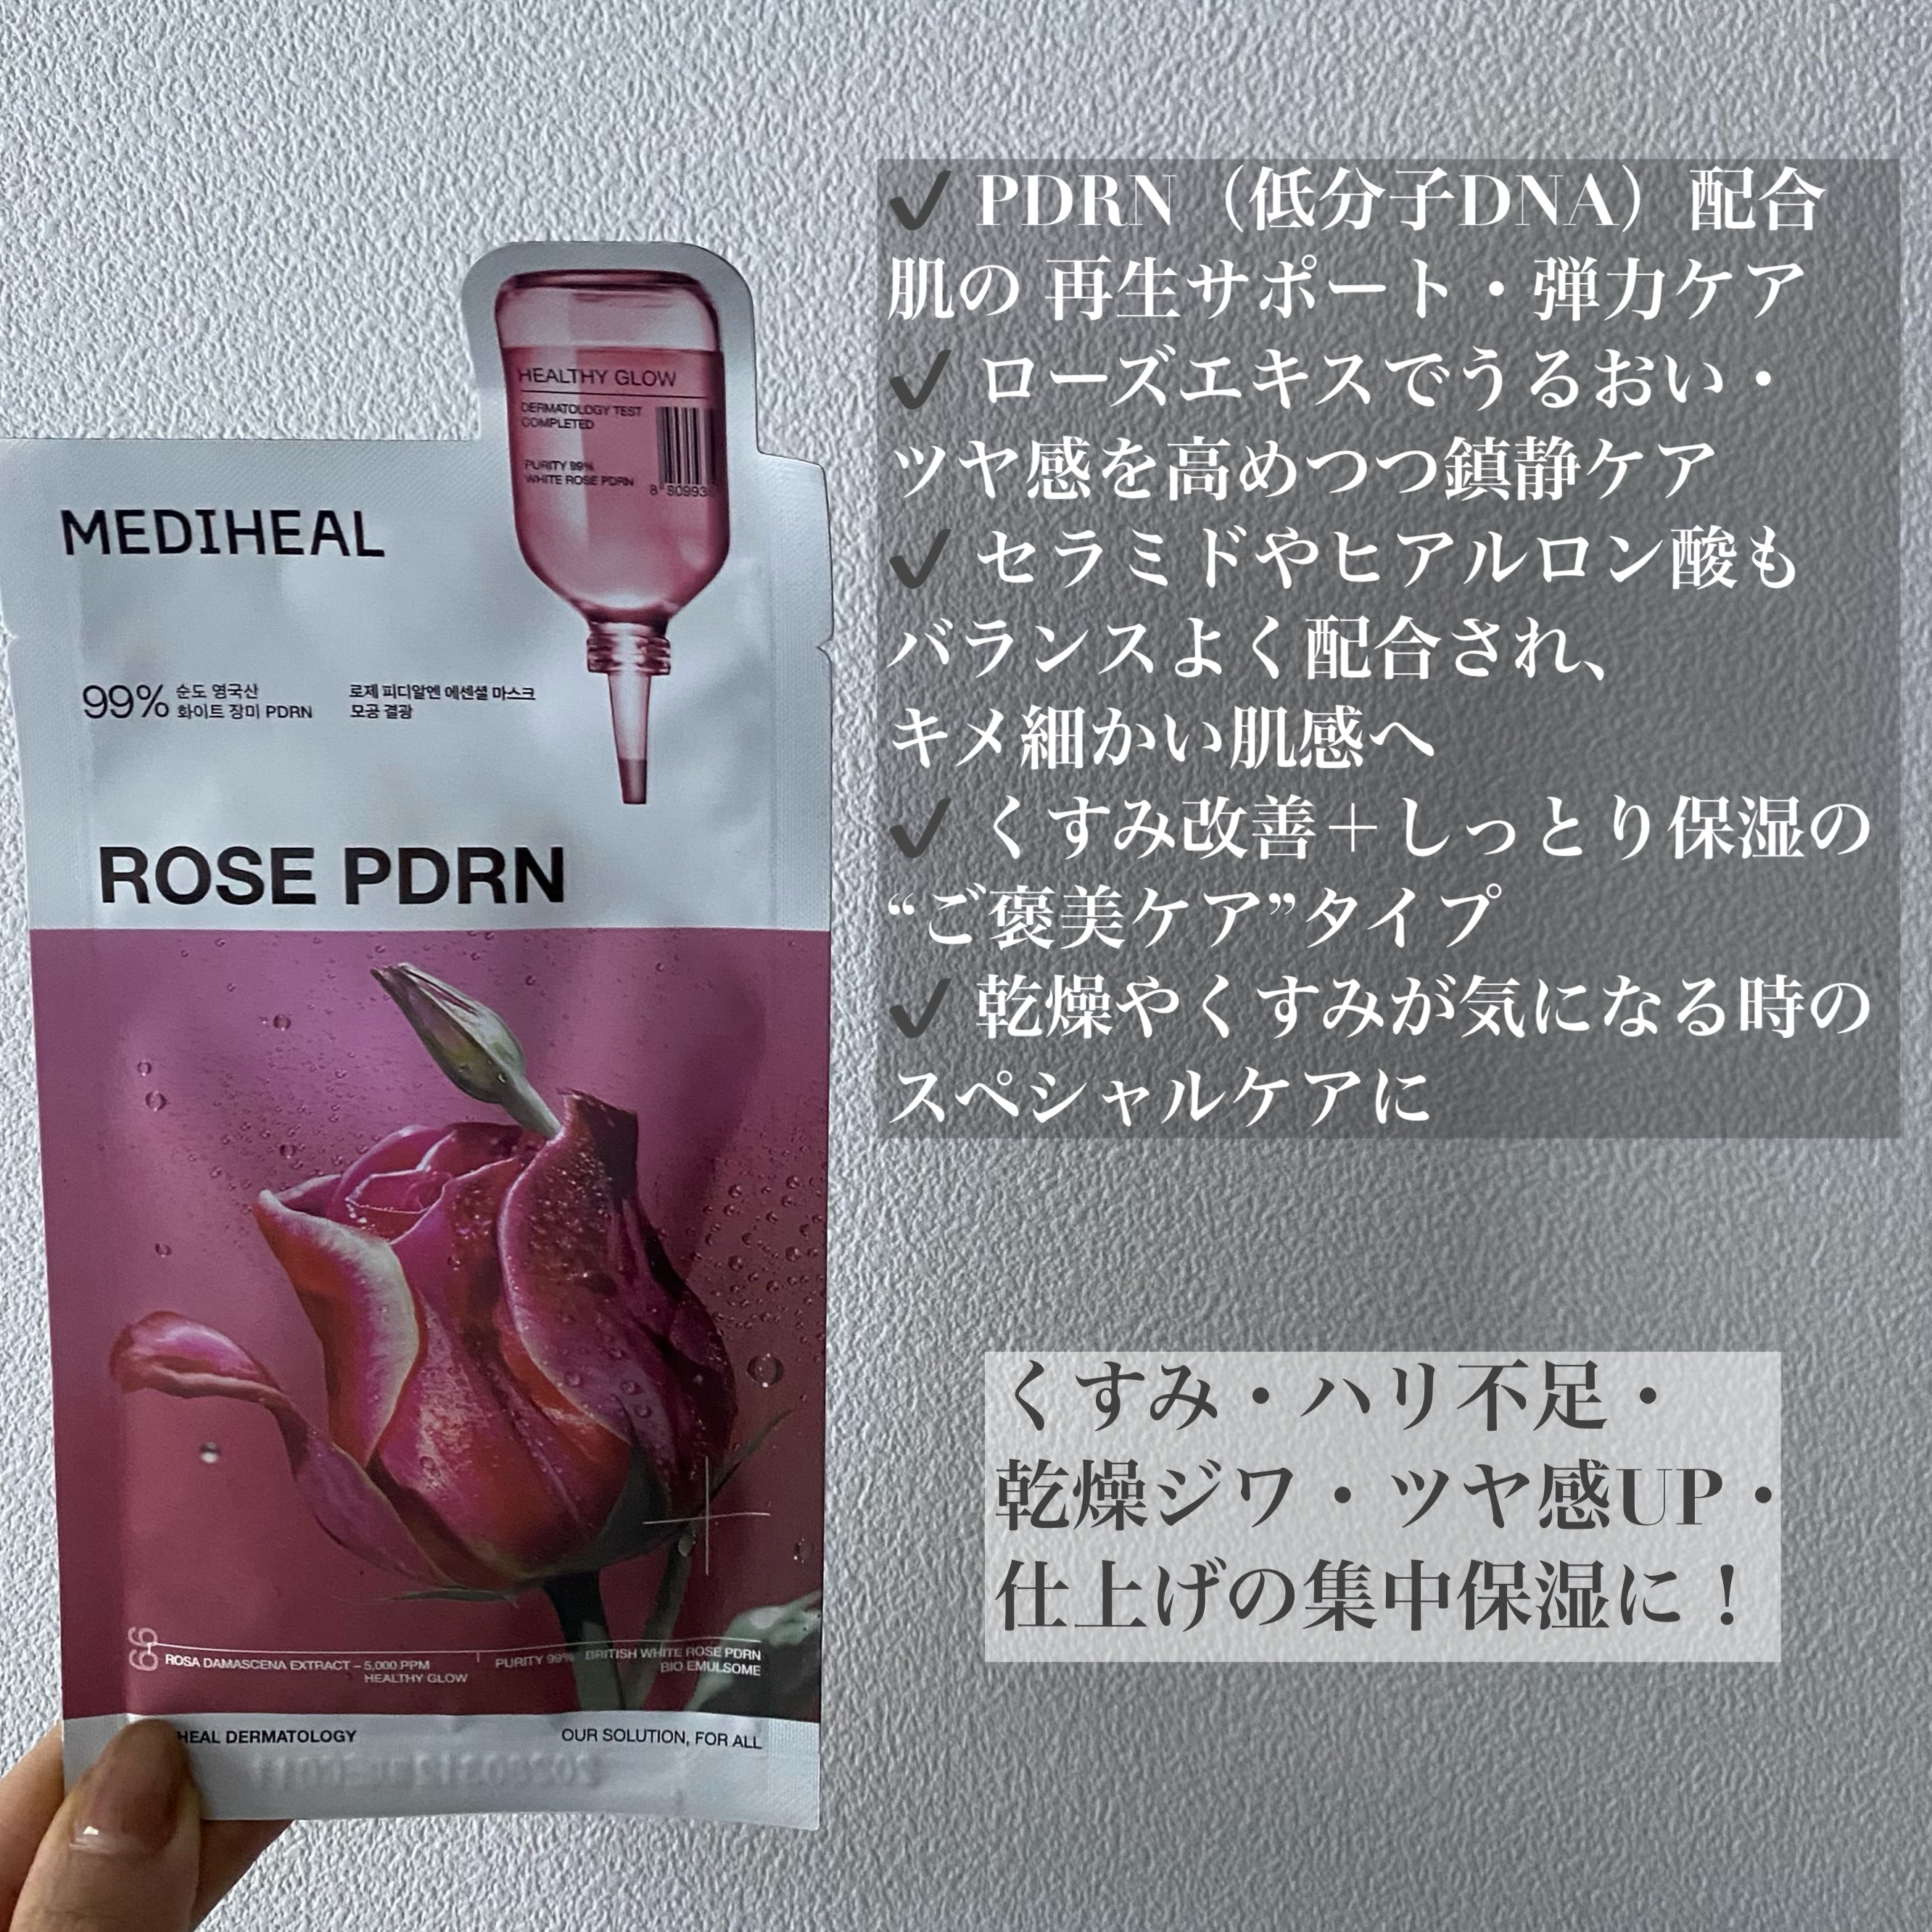 ✔ PDRN（低分子DNA）配合
肌の 再生サポート・弾力ケア
✔ ローズエキスでうるおい・
ツヤ感を高めつつ鎮静ケア
✔ セラミドやヒアルロン酸も
バランスよく配合され、
キメ細かい肌感へ
✔ くすみ改善＋しっとり保湿の
“ご褒美ケア”タイプ
✔ 乾燥やくすみが気になる時の
スペシャルケアに
くすみ・ハリ不足・
乾燥ジワ・ツヤ感UP・
仕上げの集中保湿に！
HEALTHY GLOW
DERMATOLOGY TEST
COMPLETED
PURITY 99%
WHITE ROSE PDRN
MEDIHEAL
99% 순도 영국산
화이트 장미 PDRN
로제 피디알엔 에센셜 마스크
모공 결광
ROSE PDRN
99
ROSA DAMASCENA EXTRACT – 5,000 PPM
HEALTHY GLOW
PURITY 99% BRITISH WHITE ROSE PDRN
BIO EMULSOME
HEAL DERMATOLOGY
OUR SOLUTION, FOR ALL